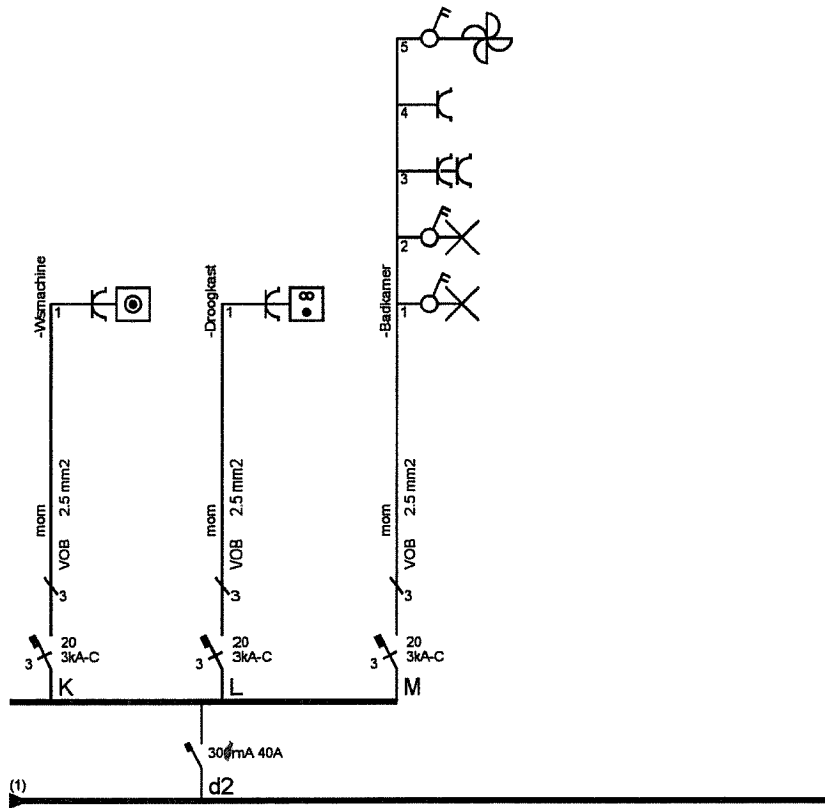 5
4
3
2
-Wsmachine
1
-Droogkast
1
-Badkamer
1
mom
VOB 2.5 mm2
mom
VOB 2.5 mm2
mom
VOB 2.5 mm2
3
3
3
20
3kA-C
3
K
20
3kA-C
3
L
20
3kA-C
3
M
300mA 40A
d2
(1)